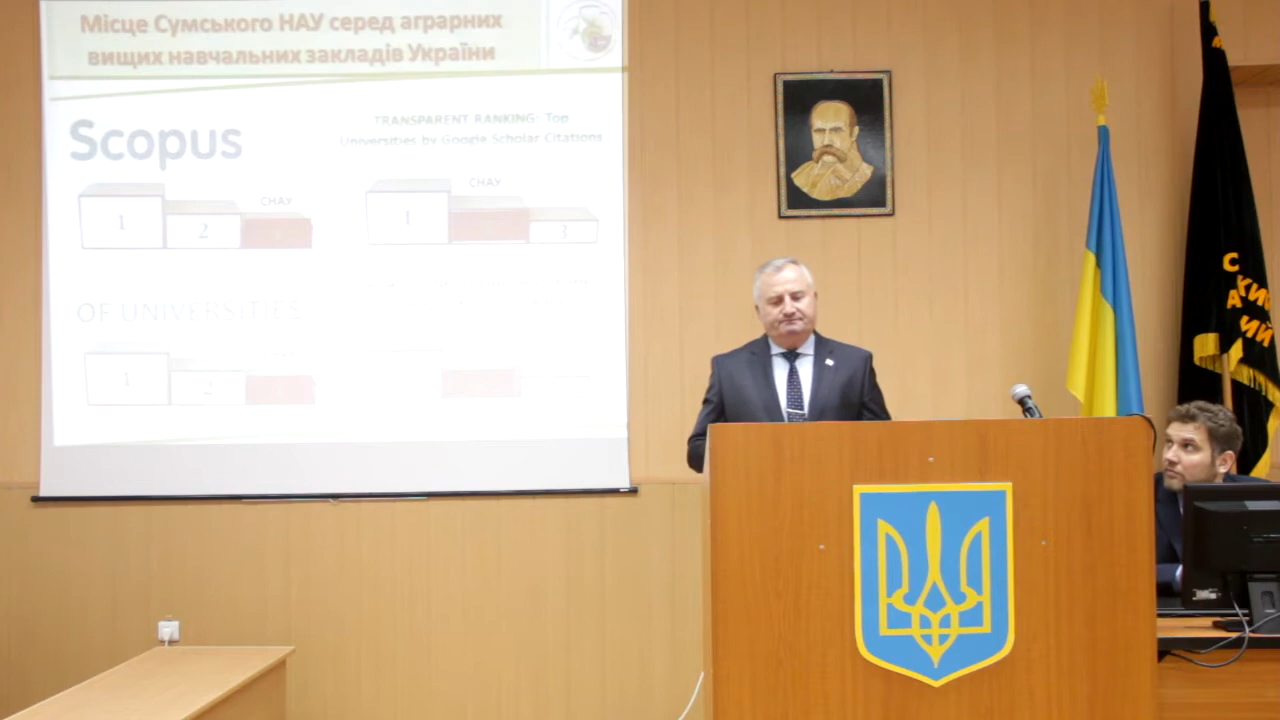 Місце Сумського НАУ серед аграрних
вищих навчальних закладів України
Scopus
TRANSPARENT RANKING: Top
Universities by Google Scholar Citations
СНАУ
1
2
СНАУ
1
3
OF UNIVERSITIES
1
2